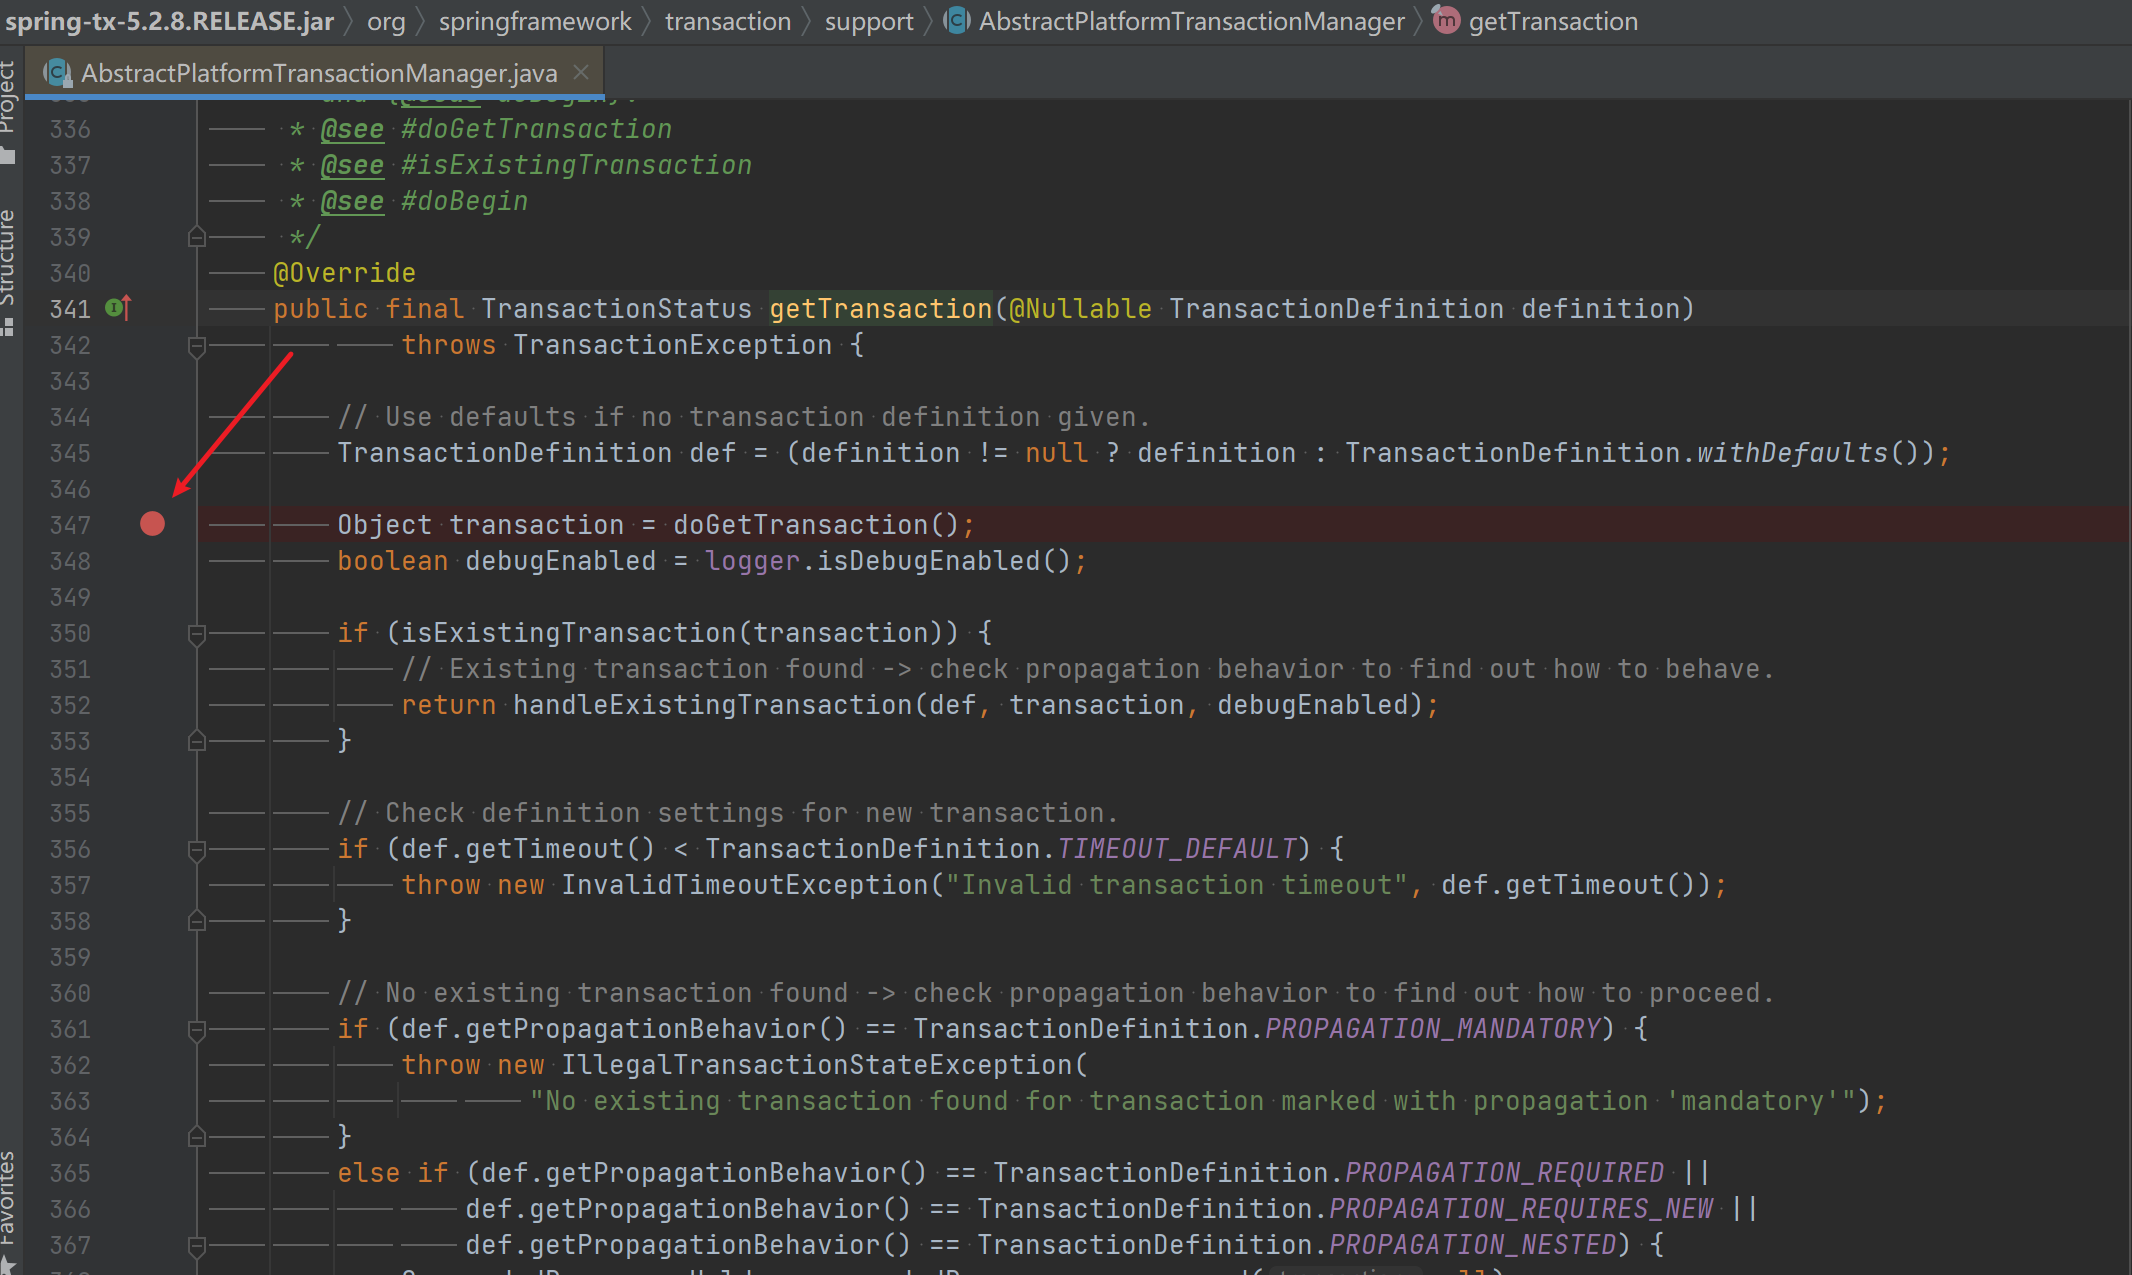 spring-tx-5.2.8.RELEASE.jar > org > springframework > transaction > support > AbstractPlatformTransactionManager > getTransaction
AbstractPlatformTransactionManager.java
Project
Structure
Favorites
336 * @see #doGetTransaction
337 * @see #isExistingTransaction
338 * @see #doBegin
339 */
340 @Override
341 public final TransactionStatus getTransaction(@Nullable TransactionDefinition definition)
342 throws TransactionException {
343
344 // Use defaults if no transaction definition given.
345 TransactionDefinition def = (definition != null ? definition : TransactionDefinition.withDefaults());
346
347 Object transaction = doGetTransaction();
348 boolean debugEnabled = logger.isDebugEnabled();
349
350 if (isExistingTransaction(transaction)) {
351 // Existing transaction found -> check propagation behavior to find out how to behave.
352 return handleExistingTransaction(def, transaction, debugEnabled);
353 }
354
355 // Check definition settings for new transaction.
356 if (def.getTimeout() < TransactionDefinition.TIMEOUT_DEFAULT) {
357 throw new InvalidTimeoutException("Invalid transaction timeout", def.getTimeout());
358 }
359
360 // No existing transaction found -> check propagation behavior to find out how to proceed.
361 if (def.getPropagationBehavior() == TransactionDefinition.PROPAGATION_MANDATORY) {
362 throw new IllegalTransactionStateException(
363 "No existing transaction found for transaction marked with propagation 'mandatory'");
364 }
365 else if (def.getPropagationBehavior() == TransactionDefinition.PROPAGATION_REQUIRED ||
366 def.getPropagationBehavior() == TransactionDefinition.PROPAGATION_REQUIRES_NEW ||
367 def.getPropagationBehavior() == TransactionDefinition.PROPAGATION_NESTED) {